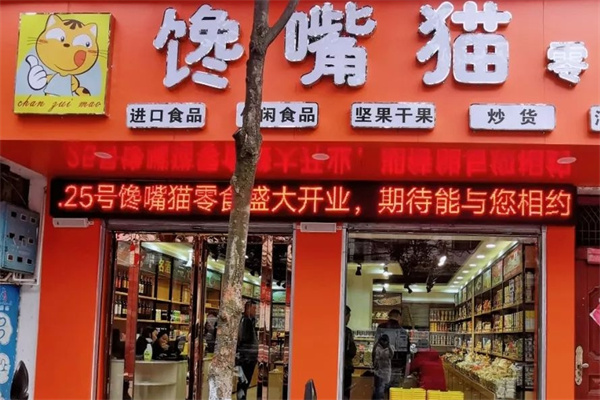 馋嘴猫零
chan zui mao
进口食品 休闲食品 坚果干果 炒货
.25号馋嘴猫零食盛大开业，期待能与您相约